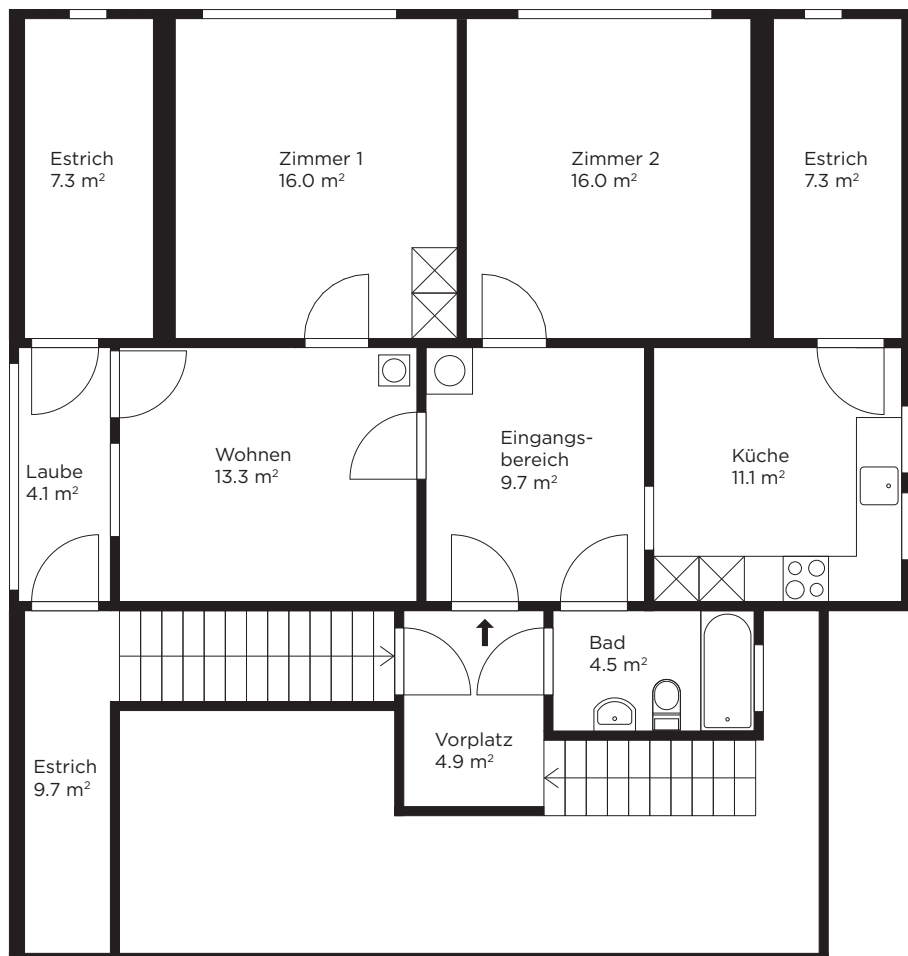 Estrich
7.3 m²
Zimmer 1
16.0 m²
Zimmer 2
16.0 m²
Estrich
7.3 m²
Laube
4.1 m²
Wohnen
13.3 m²
Eingangs-
bereich
9.7 m²
Küche
11.1 m²
Bad
4.5 m²
Vorplatz
4.9 m²
Estrich
9.7 m²